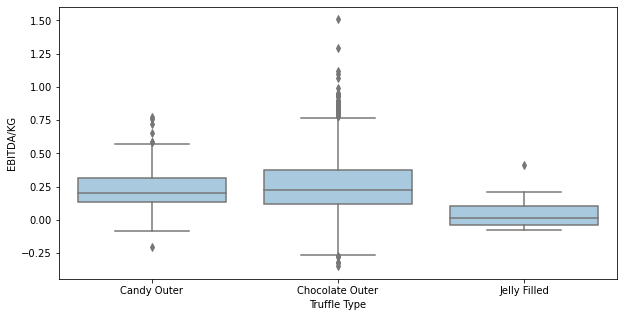 EBITDA/KG
1.50
1.25
1.00
0.75
0.50
0.25
0.00
−0.25
Candy Outer
Chocolate Outer
Jelly Filled
Truffle Type